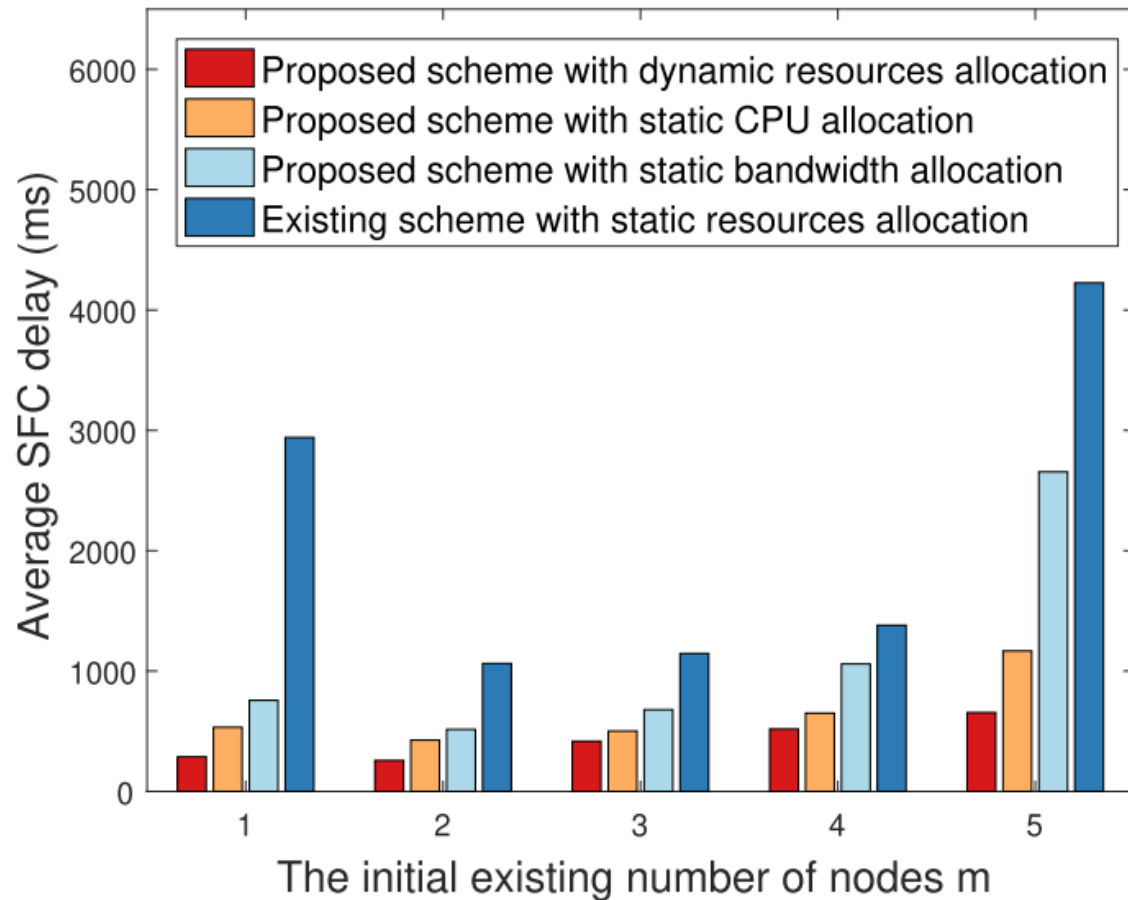 Proposed scheme with dynamic resources allocation
Proposed scheme with static CPU allocation
Proposed scheme with static bandwidth allocation
Existing scheme with static resources allocation
Average SFC delay (ms)
6000
5000
4000
3000
2000
1000
0
1 2 3 4 5
The initial existing number of nodes m